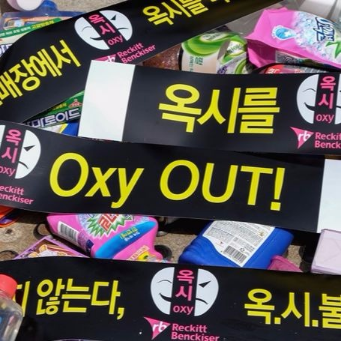 매장에서
옥시
oxy
Reckitt
Benckiser
옥시를
옥시를
옥시
oxy
rb Reckitt
Benckiser
옥시
oxy
Reckitt
Benckiser
Oxy OUT!
않는다,
옥시
oxy
rb Reckitt
Benckiser
옥.시.불